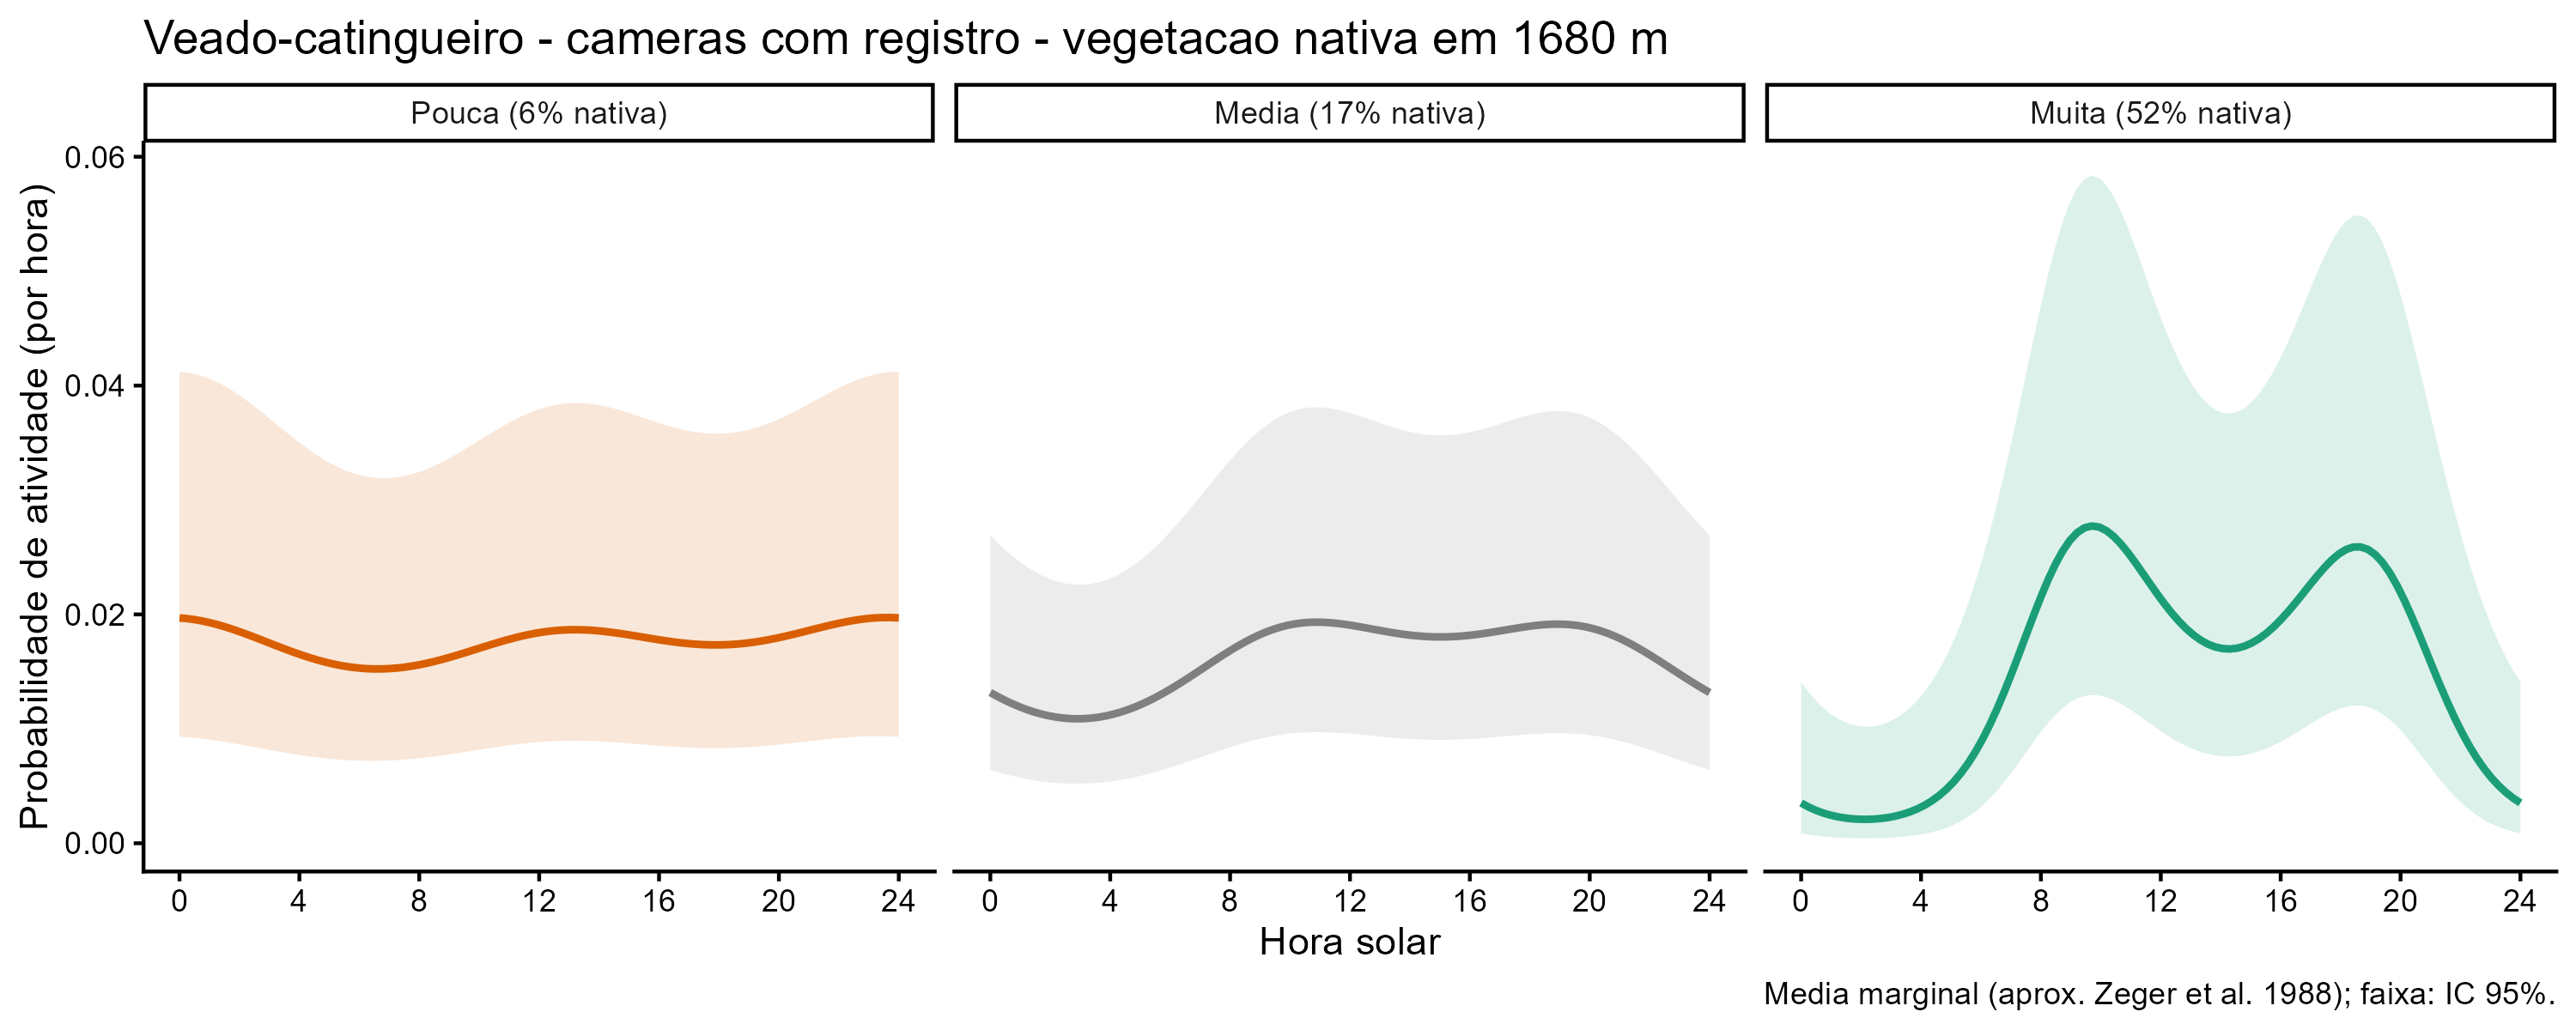 Veado-catingueiro - cameras com registro - vegetacao nativa em 1680 m
Pouca (6% nativa)
Media (17% nativa)
Muita (52% nativa)
Probabilidade de atividade (por hora)
0.06
0.04
0.02
0.00
0 4 8 12 16 20 24
0 4 8 12 16 20 24
0 4 8 12 16 20 24
Hora solar
Media marginal (aprox. Zeger et al. 1988); faixa: IC 95%.